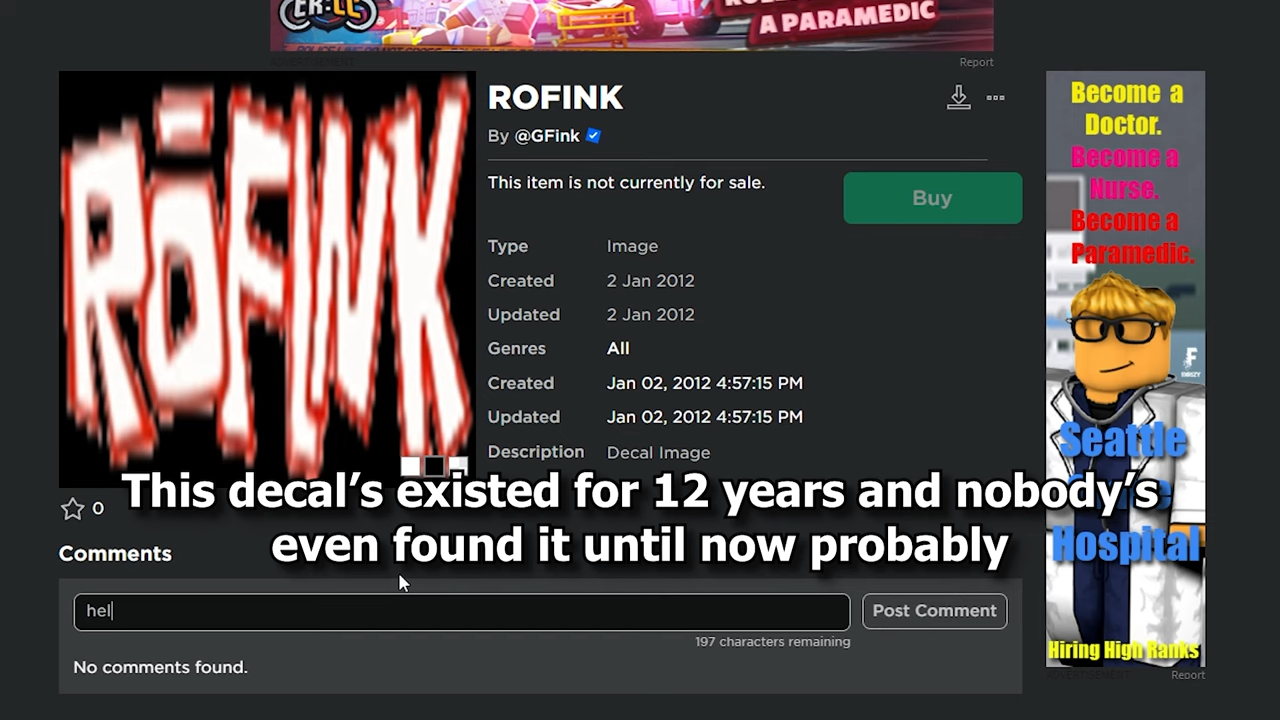 A PARAMEDIC
ADVERTISEMENT
Report
RŌFINK
ROFINK
By @GFink
This item is not currently for sale.
Buy
Type Image
Created 2 Jan 2012
Updated 2 Jan 2012
Genres All
Created Jan 02, 2012 4:57:15 PM
Updated Jan 02, 2012 4:57:15 PM
Description Decal Image
0
This decal's existed for 12 years and nobody's
even found it until now probably
Comments
hel
Post Comment
197 characters remaining
No comments found.
Become a
Doctor.
Become a
Nurse.
Become a
Paramedic.
Seattle
Hospital
Hiring High Ranks
ADVERTISEMENT
Report